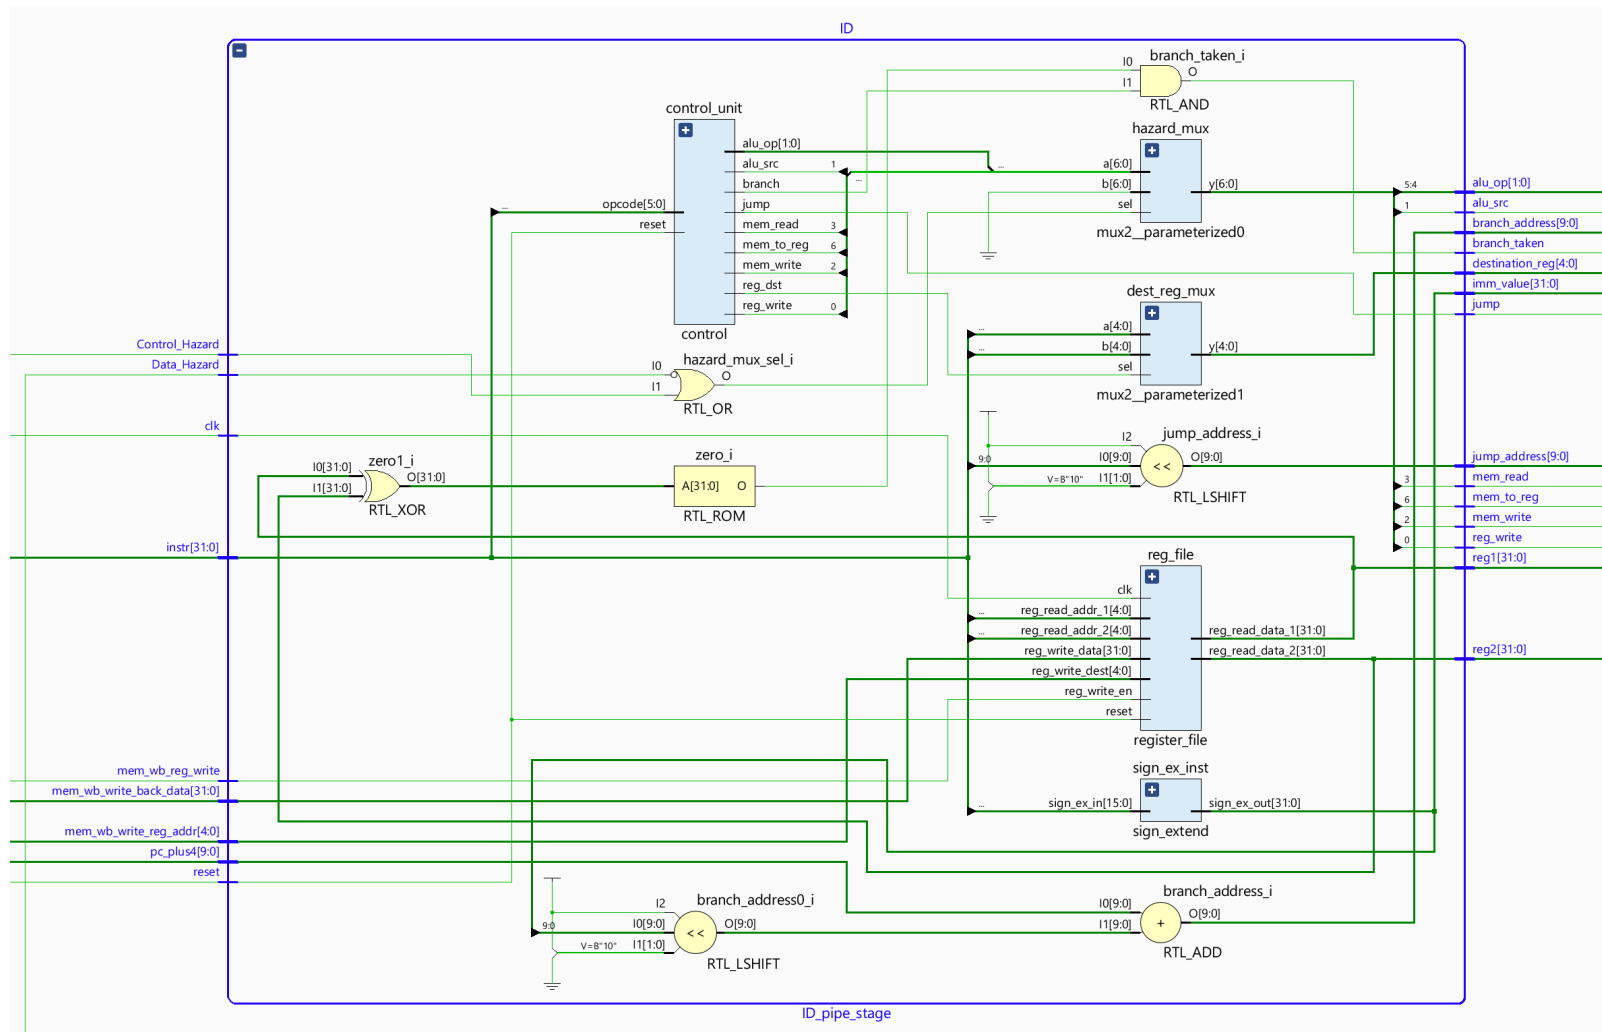 ID
branch_taken_i
I0
O
I1
RTL_AND
control_unit
hazard_mux
alu_op[1:0]
...
alu_src
1
...
a[6:0]
branch
b[6:0]
y[6:0]
5:4
alu_op[1:0]
opcode[5:0]
...
jump
sel
1
alu_src
reset
mem_read
3
mux2__parameterized0
branch_address[9:0]
mem_to_reg
6
branch_taken
mem_write
2
destination_reg[4:0]
reg_dst
dest_reg_mux
imm_value[31:0]
reg_write
0
jump
control
...
a[4:0]
Control_Hazard
...
b[4:0]
y[4:0]
Data_Hazard
hazard_mux_sel_i
I0
O
sel
I1
RTL_OR
mux2__parameterized1
clk
jump_address_i
I2
zero1_i
zero_i
9:0
I0[9:0]
<<
O[9:0]
jump_address[9:0]
I0[31:0]
O[31:0]
A[31:0]
O
V=B"10"
I1[1:0]
3
mem_read
I1[31:0]
RTL_LSHIFT
6
mem_to_reg
RTL_XOR
RTL_ROM
2
mem_write
0
reg_write
instr[31:0]
reg_file
reg1[31:0]
clk
...
reg_read_addr_1[4:0]
...
reg_read_addr_2[4:0]
reg_read_data_1[31:0]
reg_write_data[31:0]
reg_read_data_2[31:0]
reg2[31:0]
reg_write_dest[4:0]
reg_write_en
reset
register_file
mem_wb_reg_write
sign_ex_inst
mem_wb_write_back_data[31:0]
...
sign_ex_in[15:0]
sign_ex_out[31:0]
mem_wb_write_reg_addr[4:0]
sign_extend
pc_plus4[9:0]
reset
branch_address0_i
branch_address_i
I2
I0[9:0]
9:0
I0[9:0]
<<
O[9:0]
I1[9:0]
+
O[9:0]
V=B"10"
I1[1:0]
RTL_LSHIFT
RTL_ADD
ID_pipe_stage